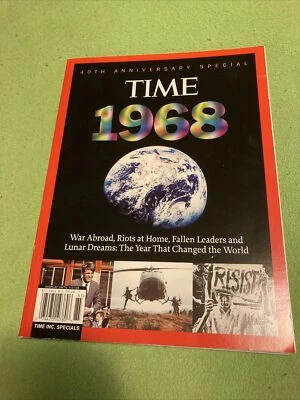 40TH ANNIVERSARY SPECIAL
TIME
1968
War Abroad, Riots at Home, Fallen Leaders and
Lunar Dreams: The Year That Changed the World
RESIST
TIME INC. SPECIALS